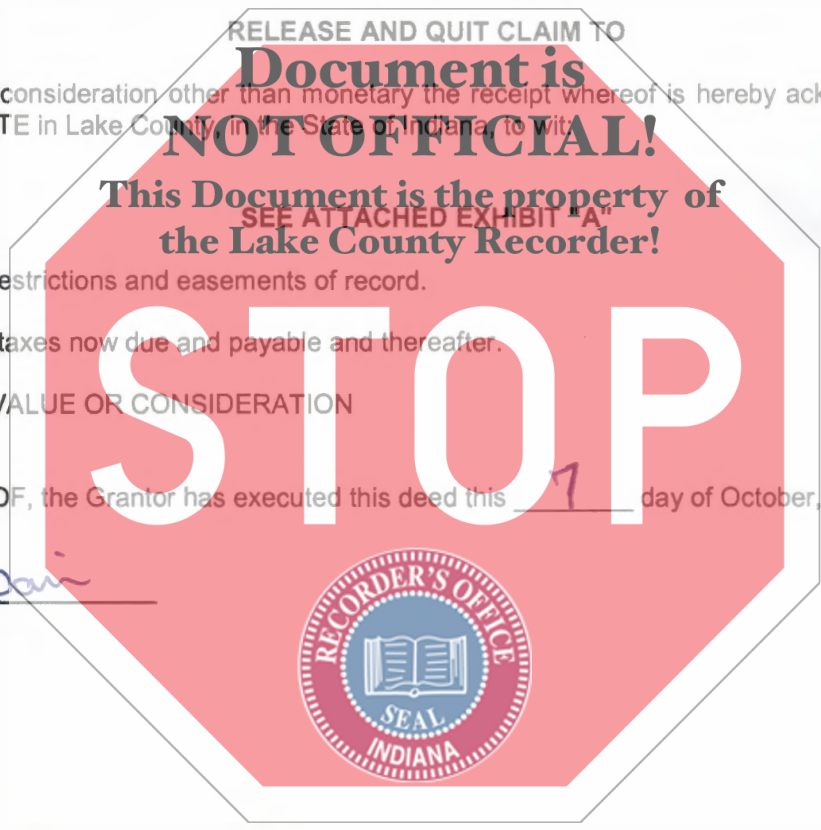 RELEASE AND QUIT CLAIM TO
Document is
consideration other than monetary the receipt whereof is hereby ack
TE in Lake County, in the State of Indiana, to wit:
NOT OFFICIAL!
This Document is the property of
SEE ATTACHED EXHIBIT "A"
the Lake County Recorder!
estrictions and easements of record.
taxes now due and payable and thereafter.
VALUE OR CONSIDERATION
STOP
OF, the Grantor has executed this deed this 7 day of October,
RECORDER'S OFFICE
SEAL
INDIANA